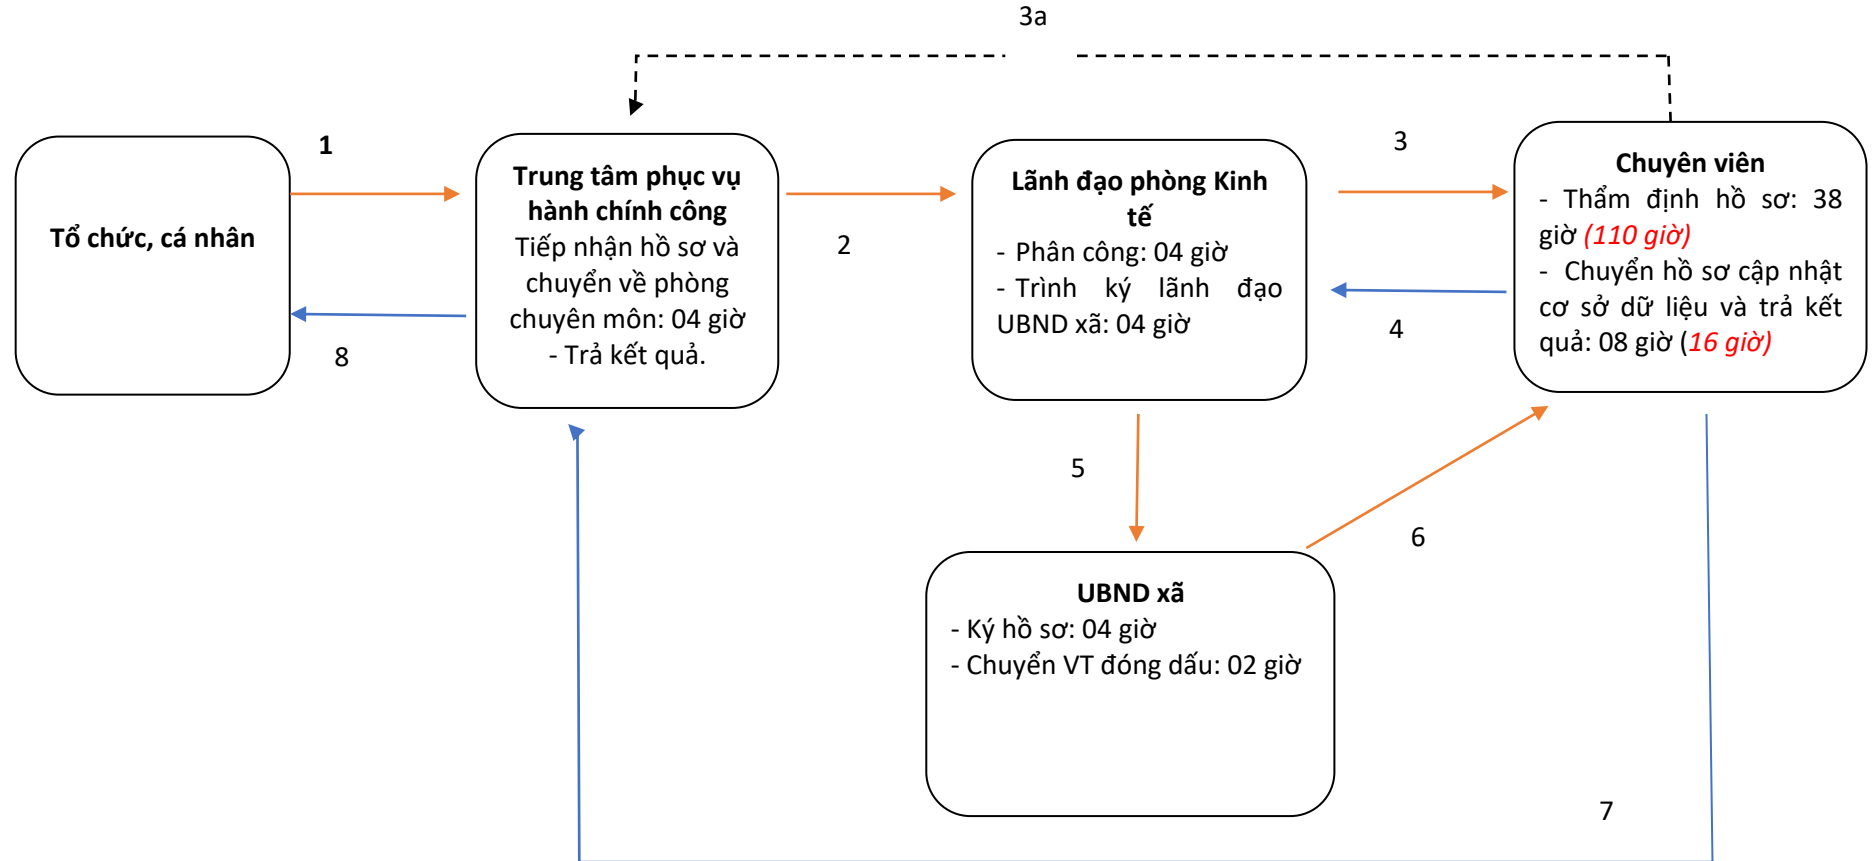 3a
1
Tổ chức, cá nhân
8
Trung tâm phục vụ
hành chính công
Tiếp nhận hồ sơ và
chuyển về phòng
chuyên môn: 04 giờ
- Trả kết quả.
2
Lãnh đạo phòng Kinh
tế
- Phân công: 04 giờ
- Trình ký lãnh đạo
UBND xã: 04 giờ
3
4
Chuyên viên
- Thẩm định hồ sơ: 38
giờ (110 giờ)
- Chuyển hồ sơ cập nhật
cơ sở dữ liệu và trả kết
quả: 08 giờ (16 giờ)
5
6
UBND xã
- Ký hồ sơ: 04 giờ
- Chuyển VT đóng dấu: 02 giờ
7